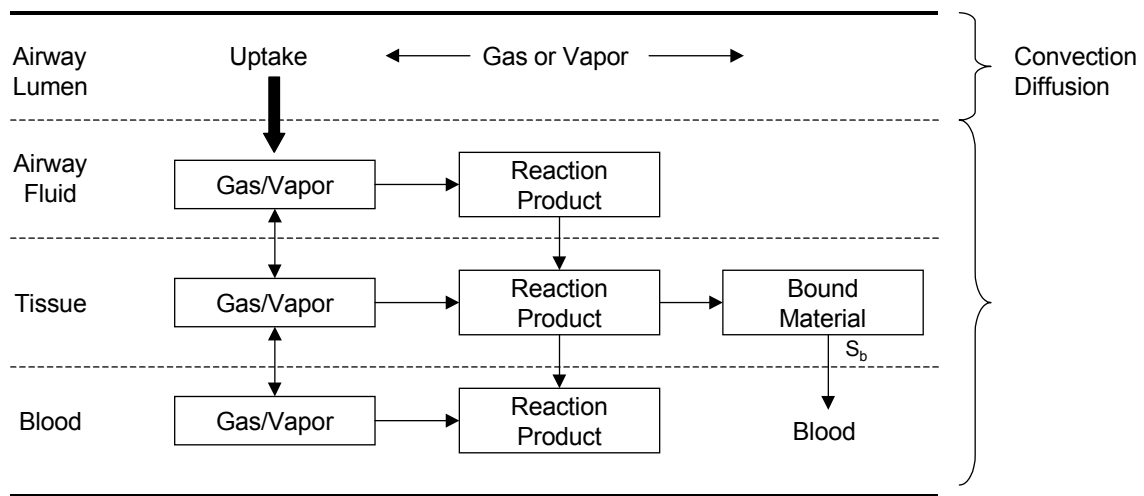 Airway
Lumen
Uptake
Gas or Vapor
Convection
Diffusion
Airway
Fluid
Gas/Vapor
Reaction
Product
Tissue
Gas/Vapor
Reaction
Product
Bound
Material
Sb
Blood
Gas/Vapor
Reaction
Product
Blood